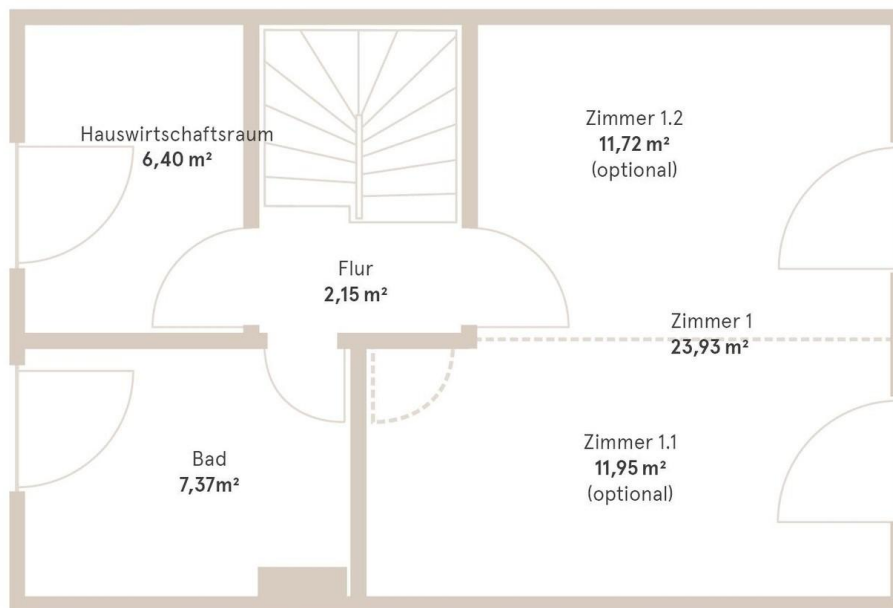 Hauswirtschaftsraum
6,40 m²
Zimmer 1.2
11,72 m²
(optional)
Flur
2,15 m²
Zimmer 1
23,93 m²
Bad
7,37m²
Zimmer 1.1
11,95 m²
(optional)